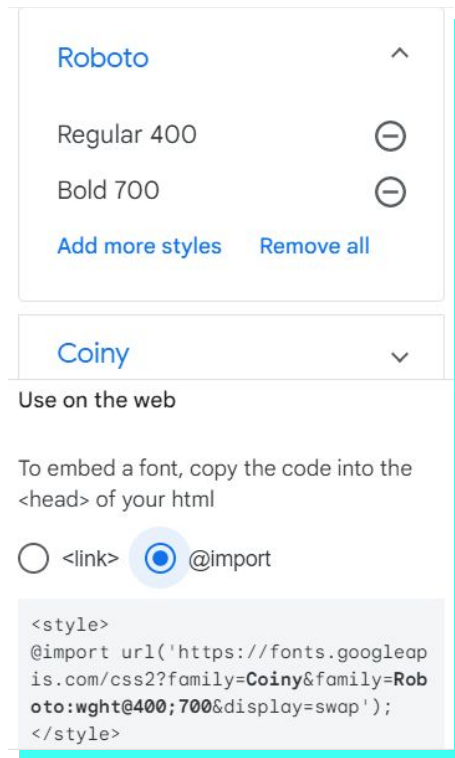 Roboto
Regular 400
Bold 700
Add more styles Remove all
Coiny
Use on the web
To embed a font, copy the code into the
<head> of your html
<link> @import
<style>
@import url('https://fonts.googleap
is.com/css2?family=Coiny&family=Rob
oto:wght@400;700&display=swap');
</style>